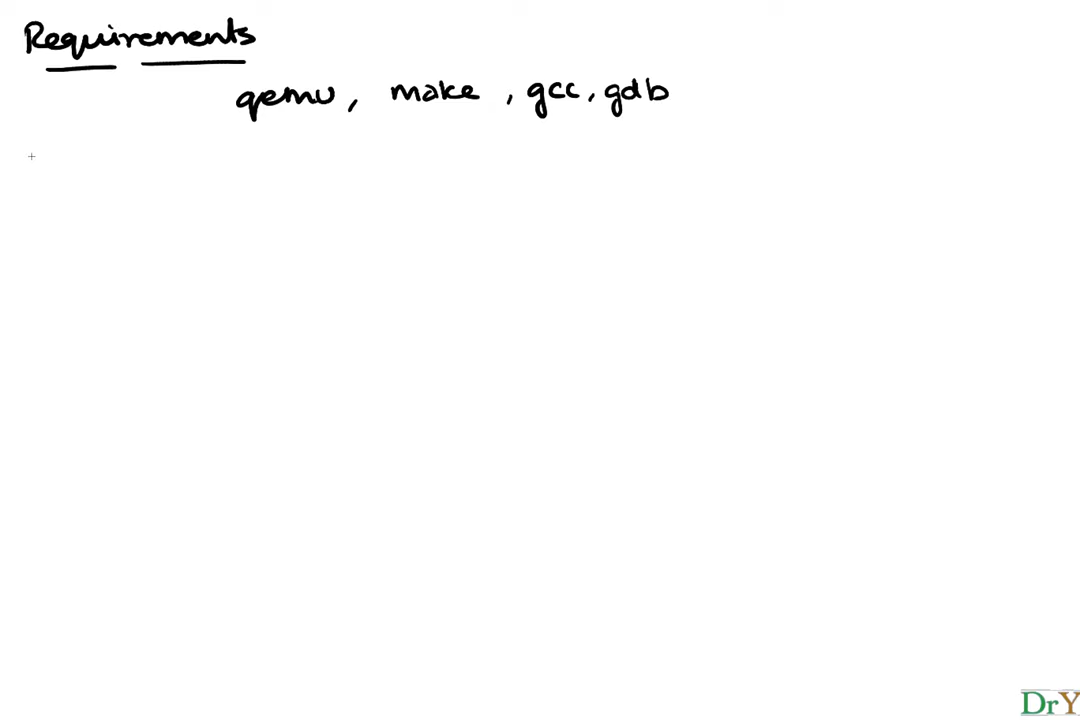 Requirements
qemu, make, gcc, gdb
DrY